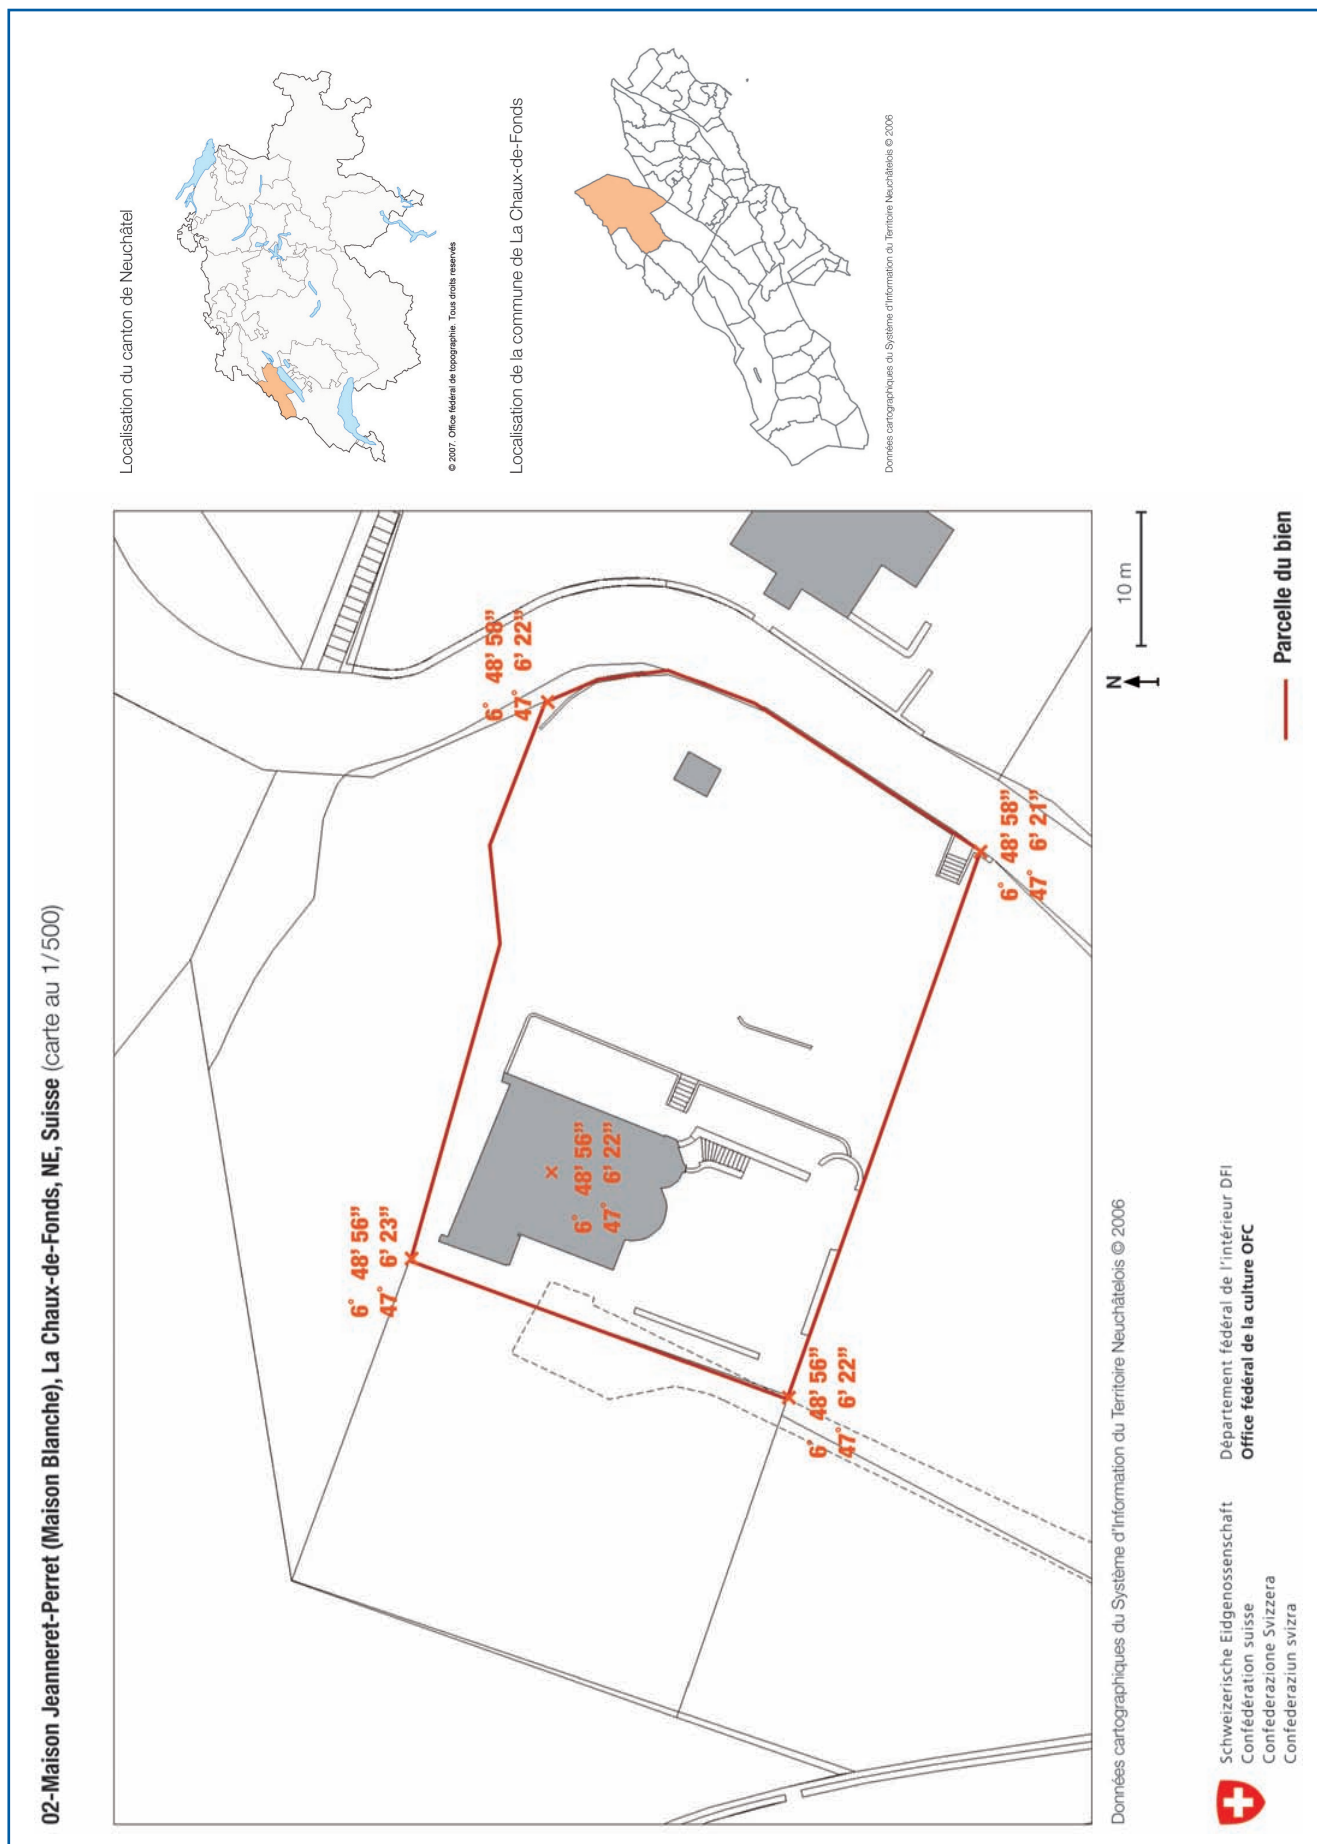 02-Maison Jeanneret-Perret (Maison Blanche), La Chaux-de-Fonds, NE, Suisse (carte au 1/500)
6° 48' 56”
47° 6' 23”
6° 48' 58”
47° 6' 22”
6° 48' 56”
47° 6' 22”
6° 48' 56”
47° 6' 22”
6° 48' 58”
47° 6' 21”
Données cartographiques du Système d'Information du Territoire Neuchâtelois © 2006
N
10 m
Localisation du canton de Neuchâtel
© 2007. Office fédéral de topographie. Tous droits reservés
Localisation de la commune de La Chaux-de-Fonds
Données cartographiques du Système d'Information du Territoire Neuchâtelois © 2006
Schweizerische Eidgenossenschaft
Confédération suisse
Confederazione Svizzera
Confederaziun svizra
Département fédéral de l'intérieur DFI
Office fédéral de la culture OFC
Parcelle du bien